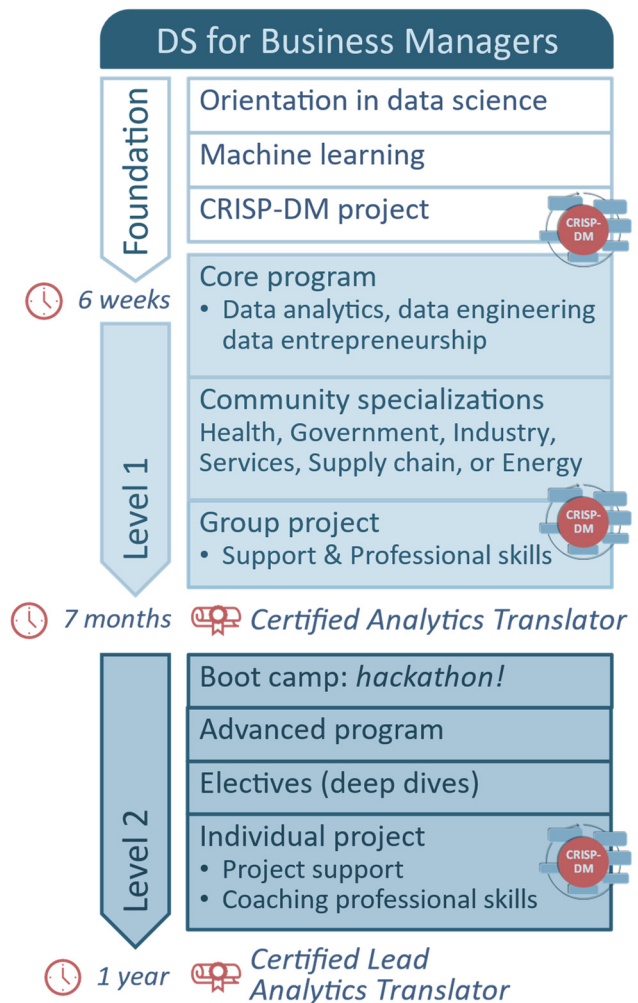 DS for Business Managers
Foundation
Orientation in data science
Machine learning
CRISP-DM project
CRISP-
DM
6 weeks
Level 1
Core program
• Data analytics, data engineering
data entrepreneurship
Community specializations
Health, Government, Industry,
Services, Supply chain, or Energy
Group project
• Support & Professional skills
CRISP-
DM
7 months
Certified Analytics Translator
Level 2
Boot camp: hackathon!
Advanced program
Electives (deep dives)
Individual project
• Project support
• Coaching professional skills
CRISP-
DM
1 year
Certified Lead
Analytics Translator